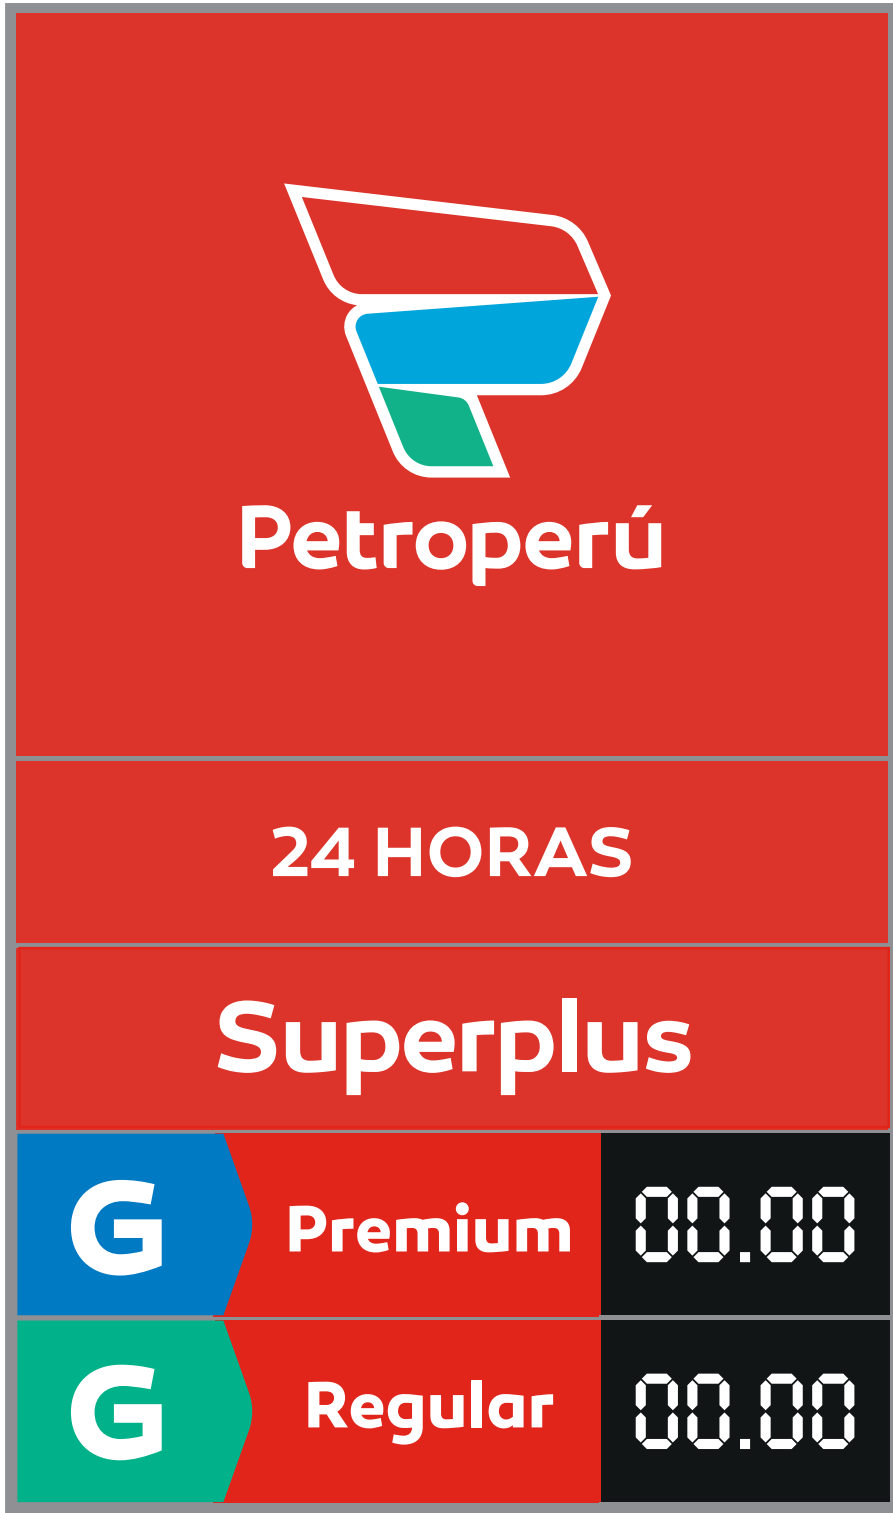 Petroperú
24 HORAS
Superplus
G Premium 00.00
G Regular 00.00